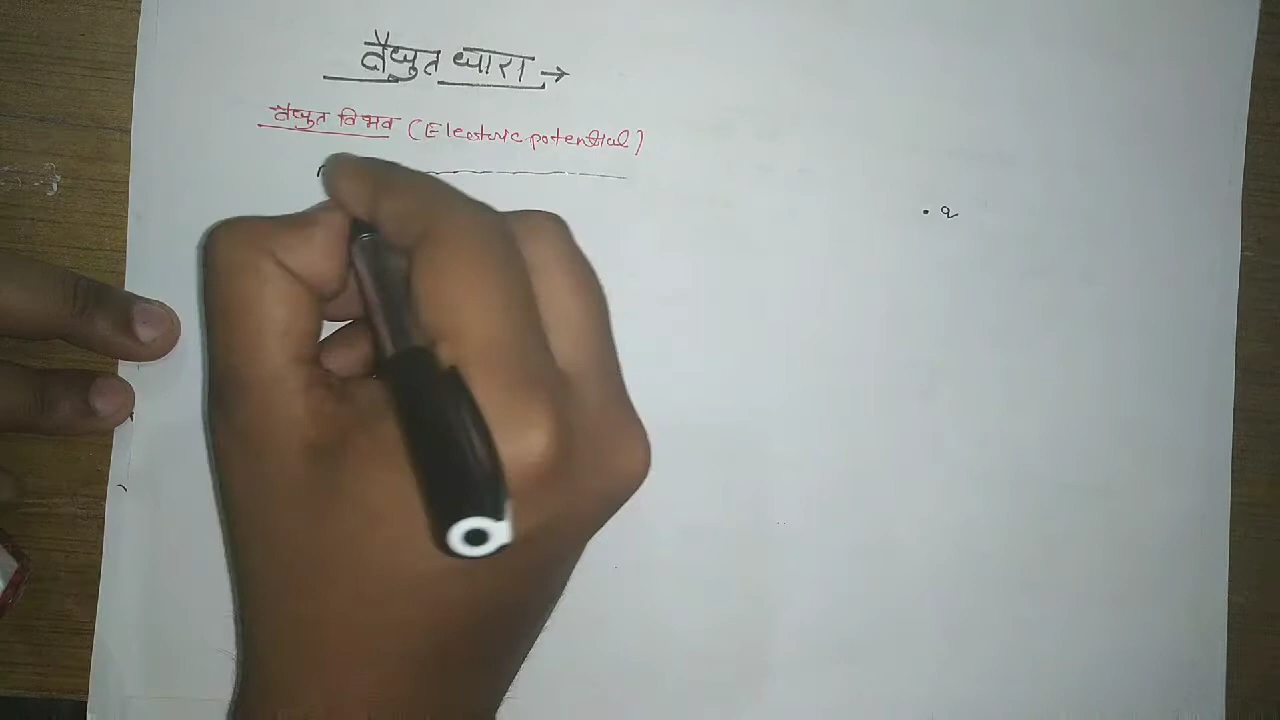 वैद्युत धारा →
वैद्युत विभव (Electric potential)
q